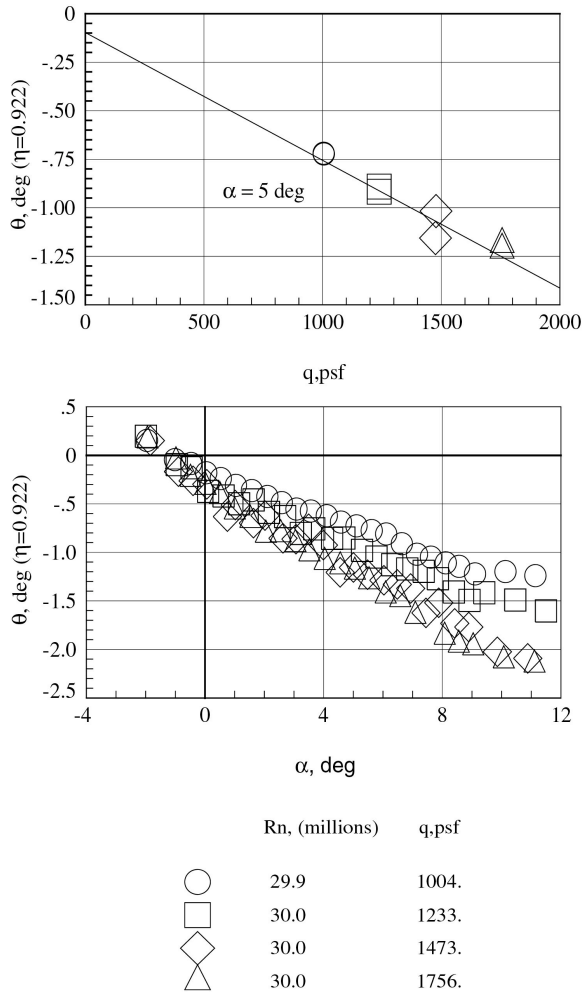 0
-.25
-.50
-.75
-1.00
-1.25
-1.50
θ, deg (η=0.922)
α = 5 deg
0 500 1000 1500 2000
q,psf
.5
0
-.5
-1.0
-1.5
-2.0
-2.5
θ, deg (η=0.922)
-4 0 4 8 12
α, deg
Rn, (millions) q,psf
29.9 1004.
30.0 1233.
30.0 1473.
30.0 1756.